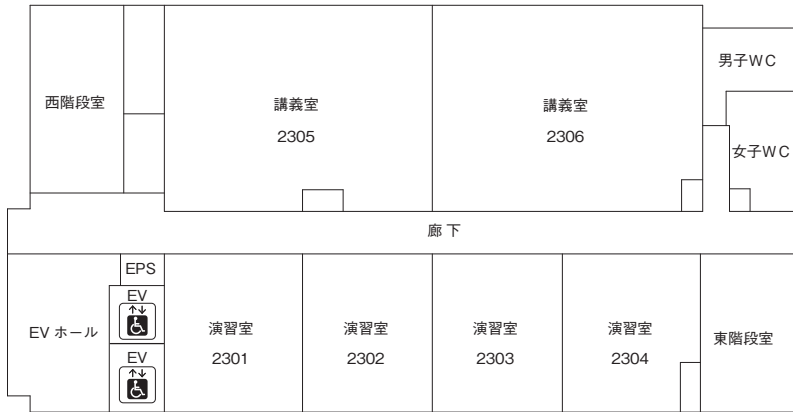 西階段室
講義室
2305
講義室
2306
男子WC
女子WC
廊下
EVホール
EPS
EV
EV
演習室
2301
演習室
2302
演習室
2303
演習室
2304
東階段室